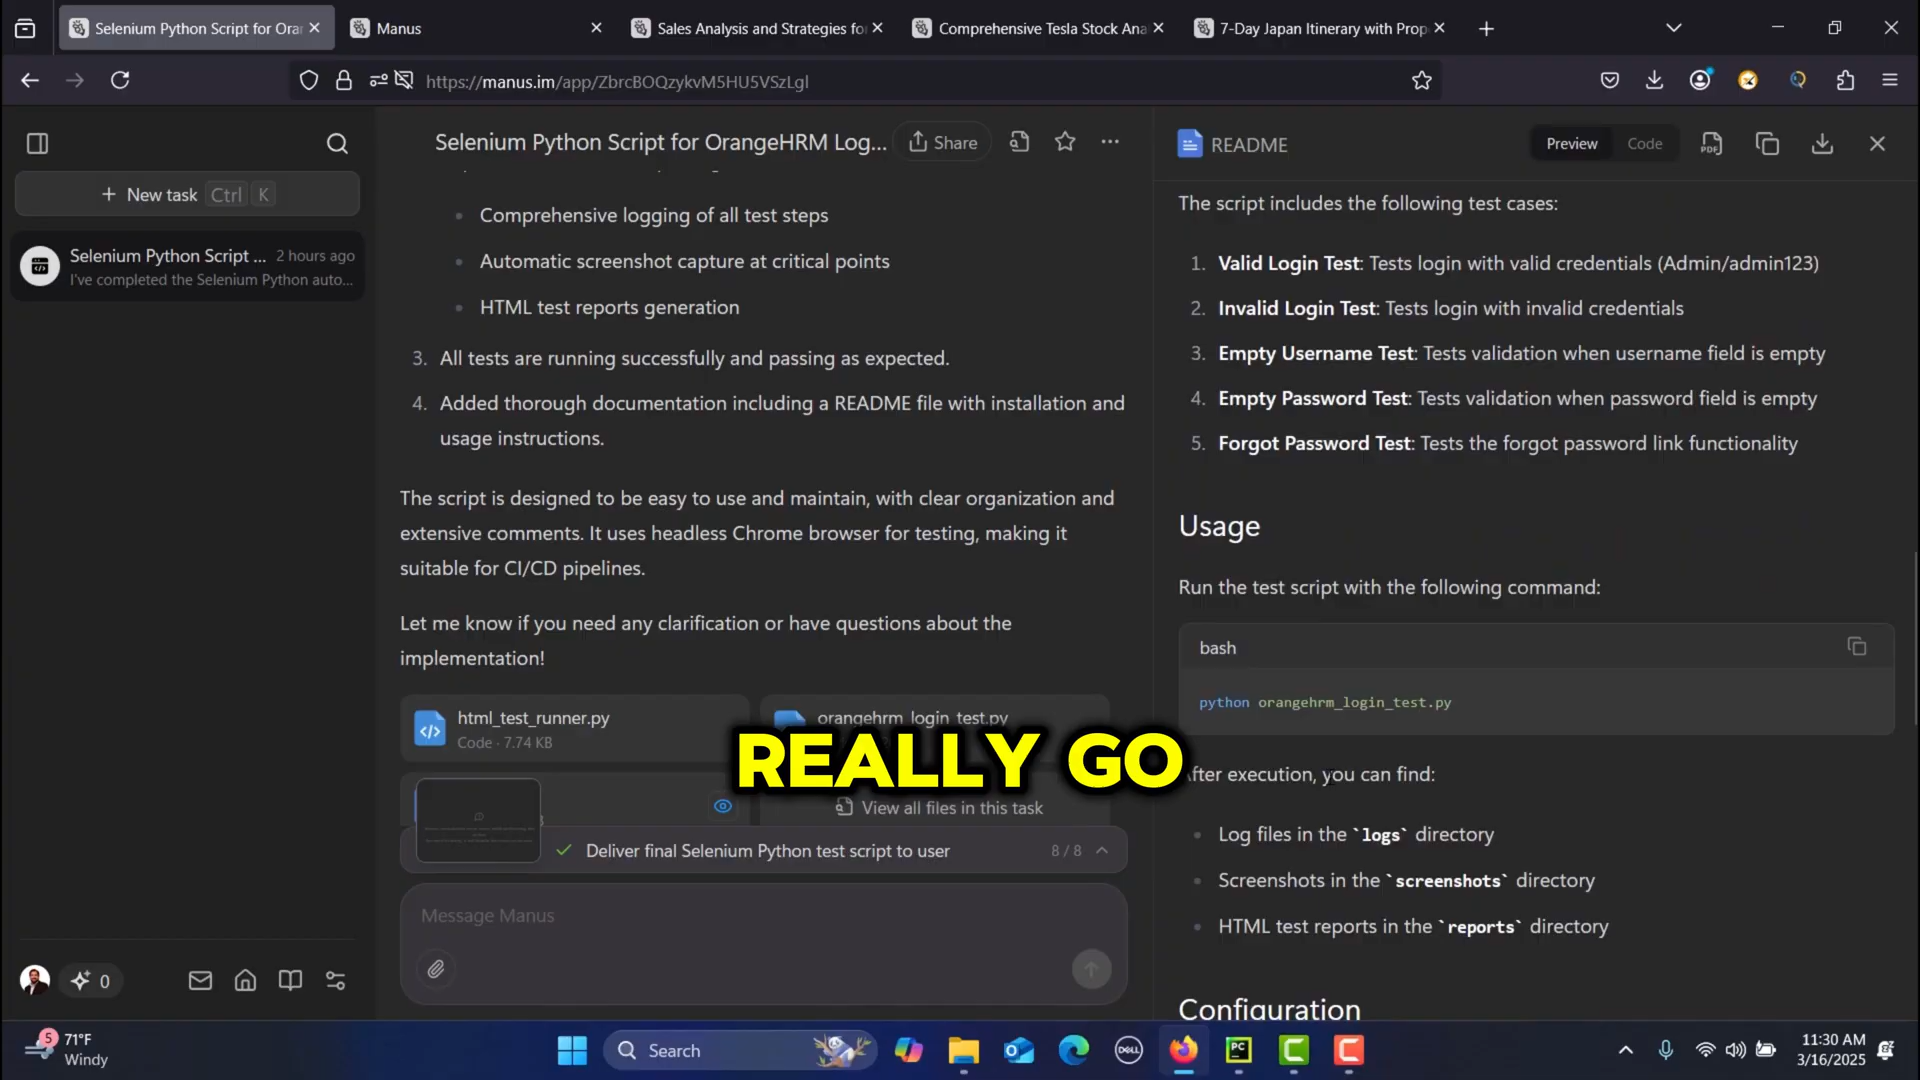 Selenium Python Script for Oran
Manus
Sales Analysis and Strategies fo
Comprehensive Tesla Stock Ana
7-Day Japan Itinerary with Prop
https://manus.im/app/ZbrcBOQzykvM5HU5VSzLgl
New task Ctrl K
Selenium Python Script ... 2 hours ago
I've completed the Selenium Python auto...
0
Selenium Python Script for OrangeHRM Log...
Share
Comprehensive logging of all test steps
Automatic screenshot capture at critical points
HTML test reports generation
3. All tests are running successfully and passing as expected.
4. Added thorough documentation including a README file with installation and
usage instructions.
The script is designed to be easy to use and maintain, with clear organization and
extensive comments. It uses headless Chrome browser for testing, making it
suitable for CI/CD pipelines.
Let me know if you need any clarification or have questions about the
implementation!
html_test_runner.py
Code · 7.74 KB
orangehrm_login_test.py
View all files in this task
Deliver final Selenium Python test script to user 8 / 8
Message Manus
README
Preview
Code
PDF
The script includes the following test cases:
1. Valid Login Test: Tests login with valid credentials (Admin/admin123)
2. Invalid Login Test: Tests login with invalid credentials
3. Empty Username Test: Tests validation when username field is empty
4. Empty Password Test: Tests validation when password field is empty
5. Forgot Password Test: Tests the forgot password link functionality
Usage
Run the test script with the following command:
bash
python orangehrm_login_test.py
After execution, you can find:
Log files in the `logs` directory
Screenshots in the `screenshots` directory
HTML test reports in the `reports` directory
Configuration
REALLY GO
5
71°F
Windy
Search
DELL
PC
11:30 AM
3/16/2025